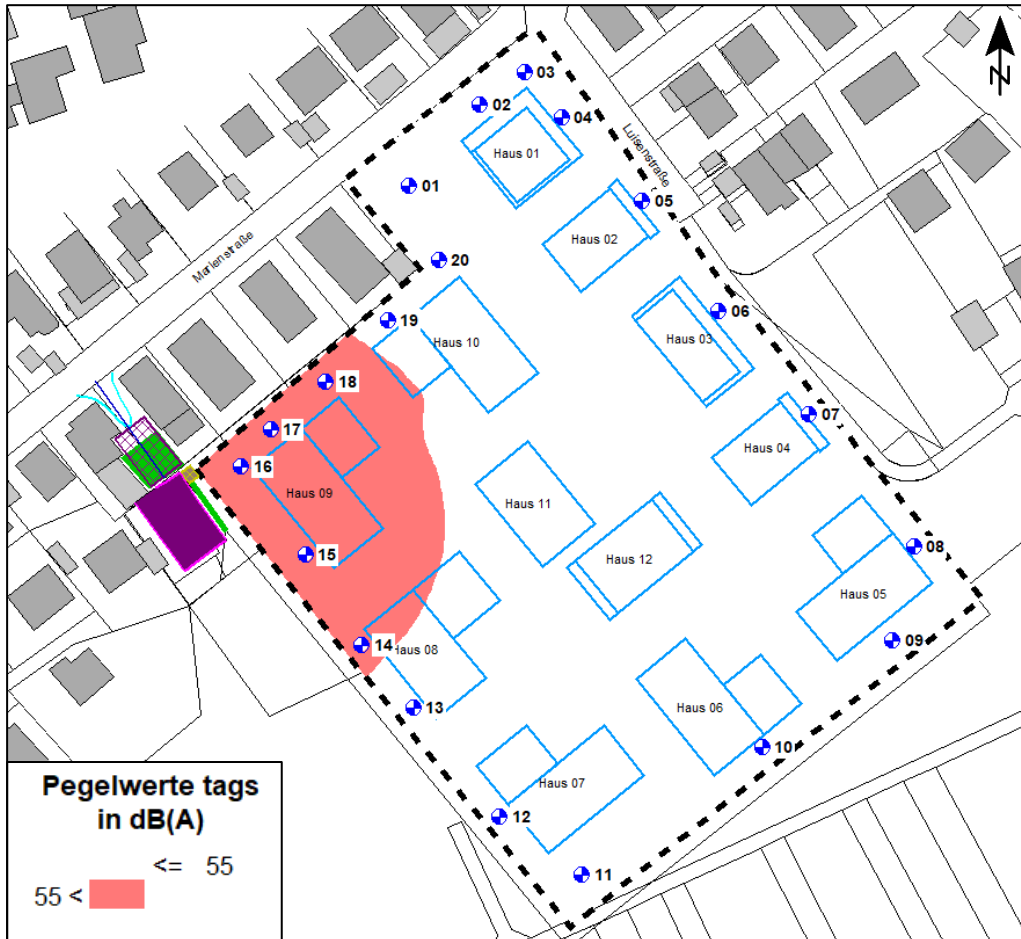 N
03
02
04
Haus 01
Luisenstraße
01
05
Haus 02
Marienstraße
20
06
19
Haus 10
Haus 03
18
07
17
Haus 04
16
Haus 09
Haus 11
15
08
Haus 12
Haus 05
14
09
Haus 08
13
Haus 06
10
Haus 07
12
11
Pegelwerte tags
in dB(A)
<= 55
55 <